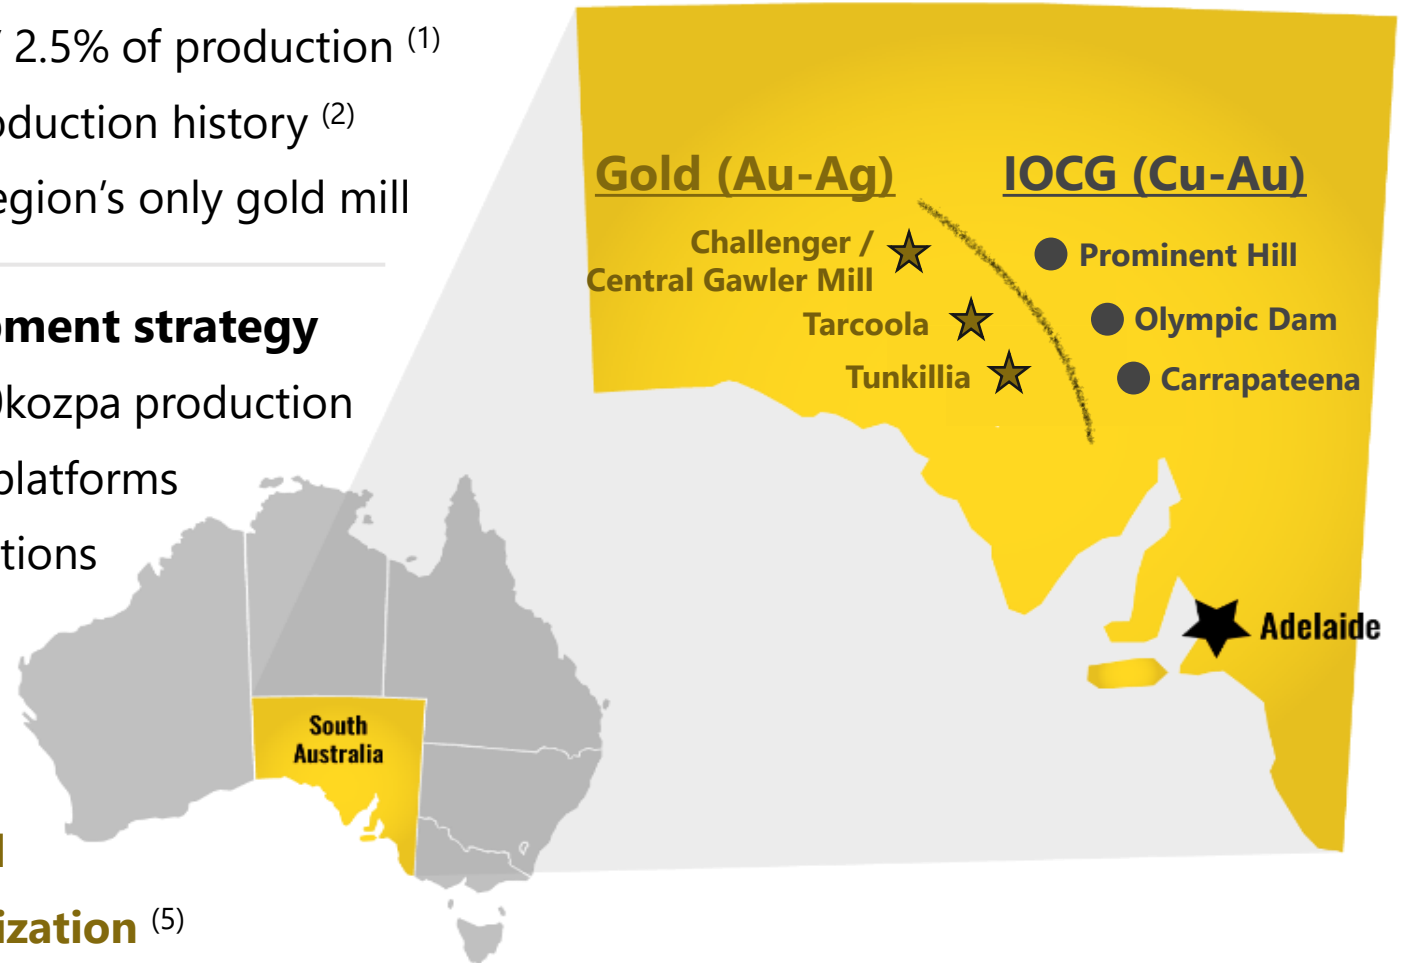 2.5% of production (1)
oduction history (2)
egion's only gold mill
pment strategy
kozpa production
platforms
tions
ization (5)
Gold (Au-Ag)
Challenger /
Central Gawler Mill
Tarcoola
Tunkillia
IOCG (Cu-Au)
Prominent Hill
Olympic Dam
Carrapateena
Adelaide
South
Australia